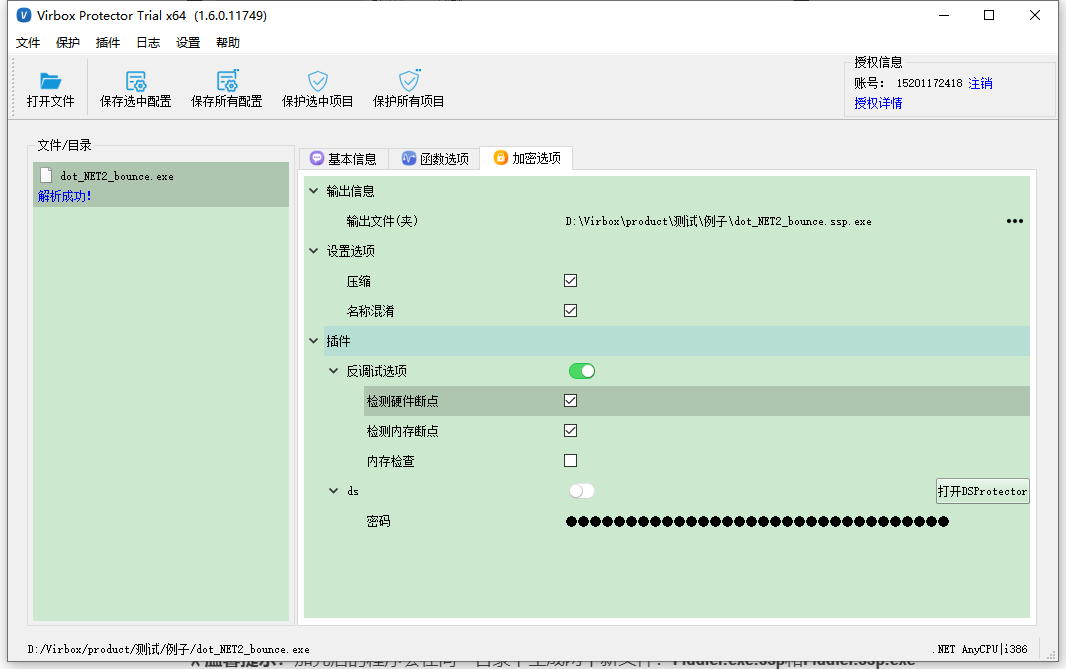 Virbox Protector Trial x64 (1.6.0.11749)
文件 保护 插件 日志 设置 帮助
打开文件 保存选中配置 保存所有配置 保护选中项目 保护所有项目
授权信息
账号： 15201172418 注销
授权详情
文件/目录
dot_NET2_bounce.exe
解析成功!
基本信息 函数选项 加密选项
输出信息
输出文件(夹) D:\Virbox\product\测试\例子\dot_NET2_bounce.ssp.exe •••
设置选项
压缩
名称混淆
插件
反调试选项
检测硬件断点
检测内存断点
内存检查
ds 打开DSProtector
密码
D:/Virbox/product/测试/例子/dot_NET2_bounce.exe .NET AnyCPU|i386